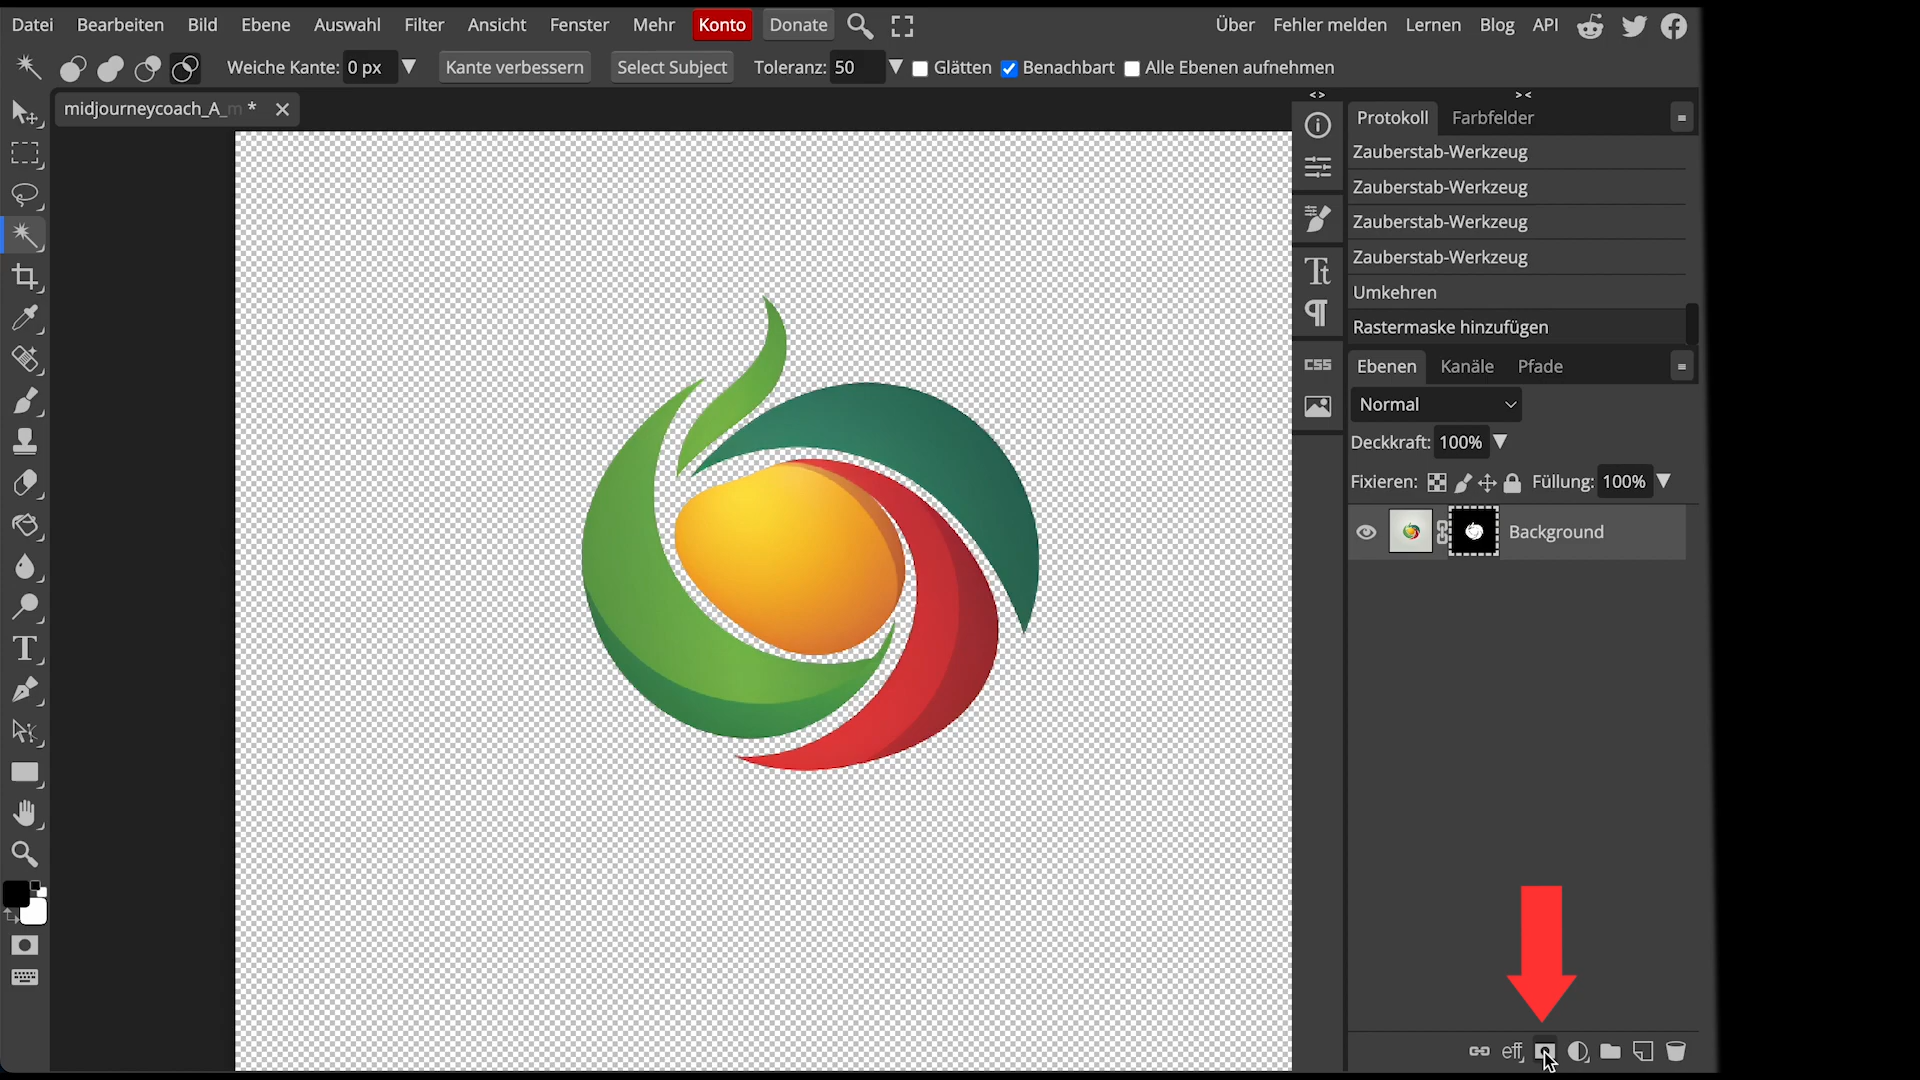 Datei Bearbeiten Bild Ebene Auswahl Filter Ansicht Fenster Mehr Konto Donate Über Fehler melden Lernen Blog API
Weiche Kante: 0 px Kante verbessern Select Subject Toleranz: 50 Glätten Benachbart Alle Ebenen aufnehmen
midjourneycoach_A_m *
<> ><
Protokoll Farbfelder
Zauberstab-Werkzeug
Zauberstab-Werkzeug
Zauberstab-Werkzeug
Zauberstab-Werkzeug
Umkehren
Rastermaske hinzufügen
CSS
Ebenen Kanäle Pfade
Normal
Deckkraft: 100%
Fixieren: Füllung: 100%
Background
eff